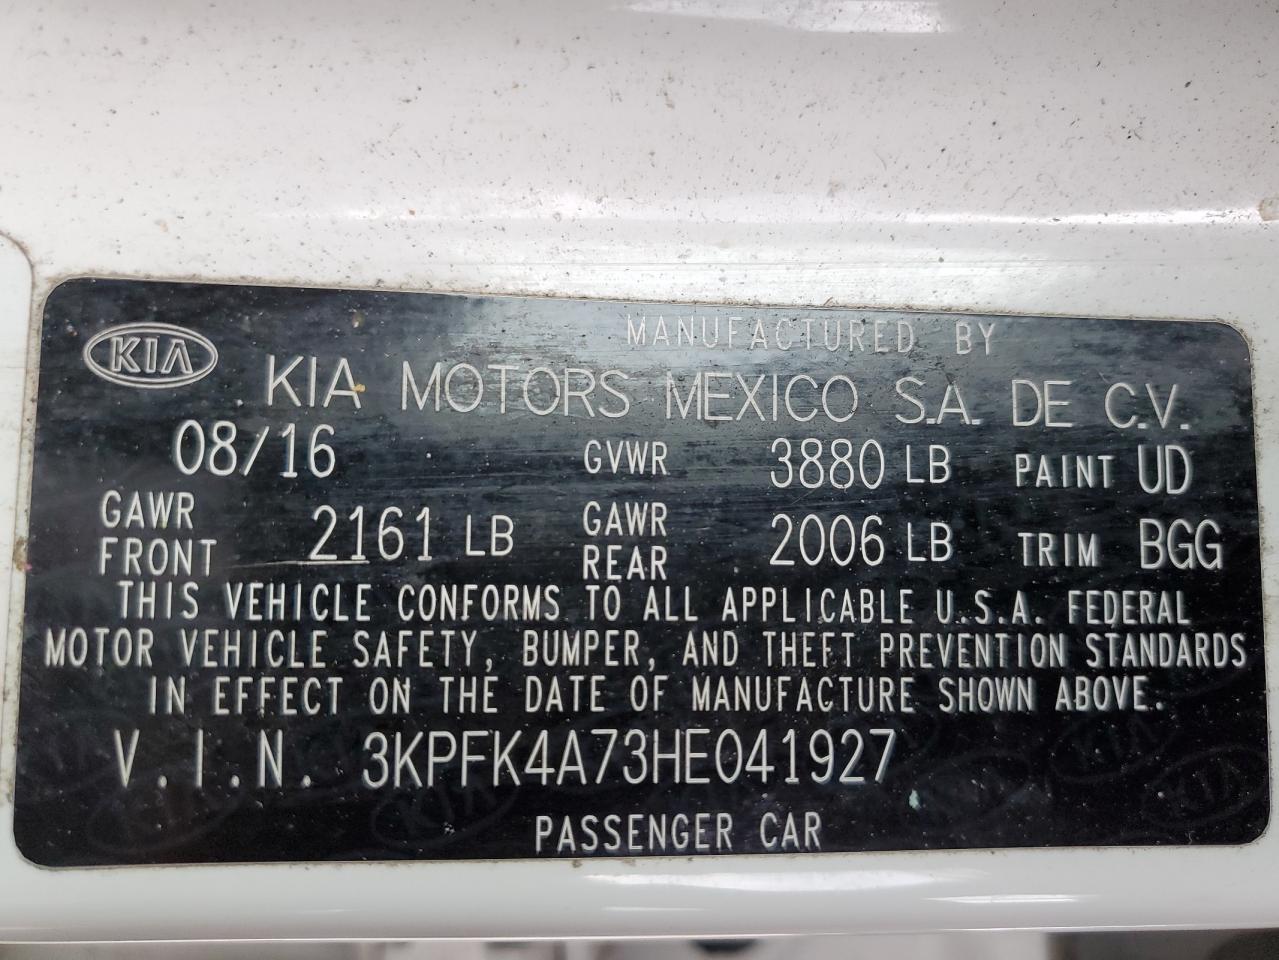 MANUFACTURED BY
KIA KIA MOTORS MEXICO S.A. DE C.V.
08/16 GVWR 3880 LB PAINT UD
GAWR FRONT 2161 LB GAWR REAR 2006 LB TRIM BGG
THIS VEHICLE CONFORMS TO ALL APPLICABLE U.S.A. FEDERAL
MOTOR VEHICLE SAFETY, BUMPER, AND THEFT PREVENTION STANDARDS
IN EFFECT ON THE DATE OF MANUFACTURE SHOWN ABOVE.
V.I.N. 3KPFK4A73HE041927
PASSENGER CAR